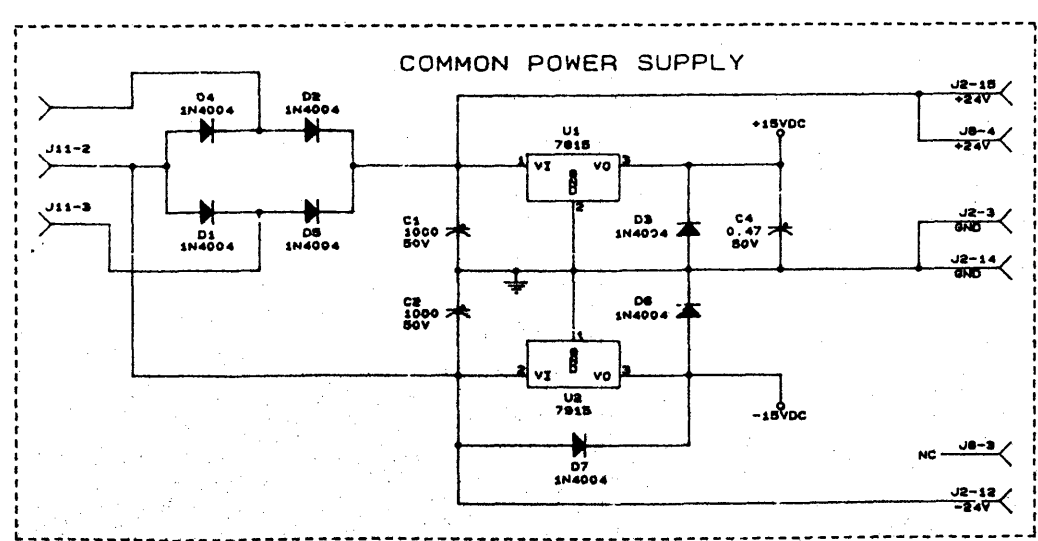 COMMON POWER SUPPLY
D4
1N4004
D2
1N4004
J11-2
J11-3
D1
1N4004
D5
1N4004
U1
7815
1
VI
VO
3
GND
2
+15VDC
J2-15
+24V
J8-4
+24V
C1
1000
50V
D3
1N4004
C4
0.47
50V
J2-3
GND
J2-14
GND
C2
1000
50V
D6
1N4004
1
GND
2
VI
VO
3
U2
7915
-15VDC
D7
1N4004
NC
J8-3
J2-12
-24V